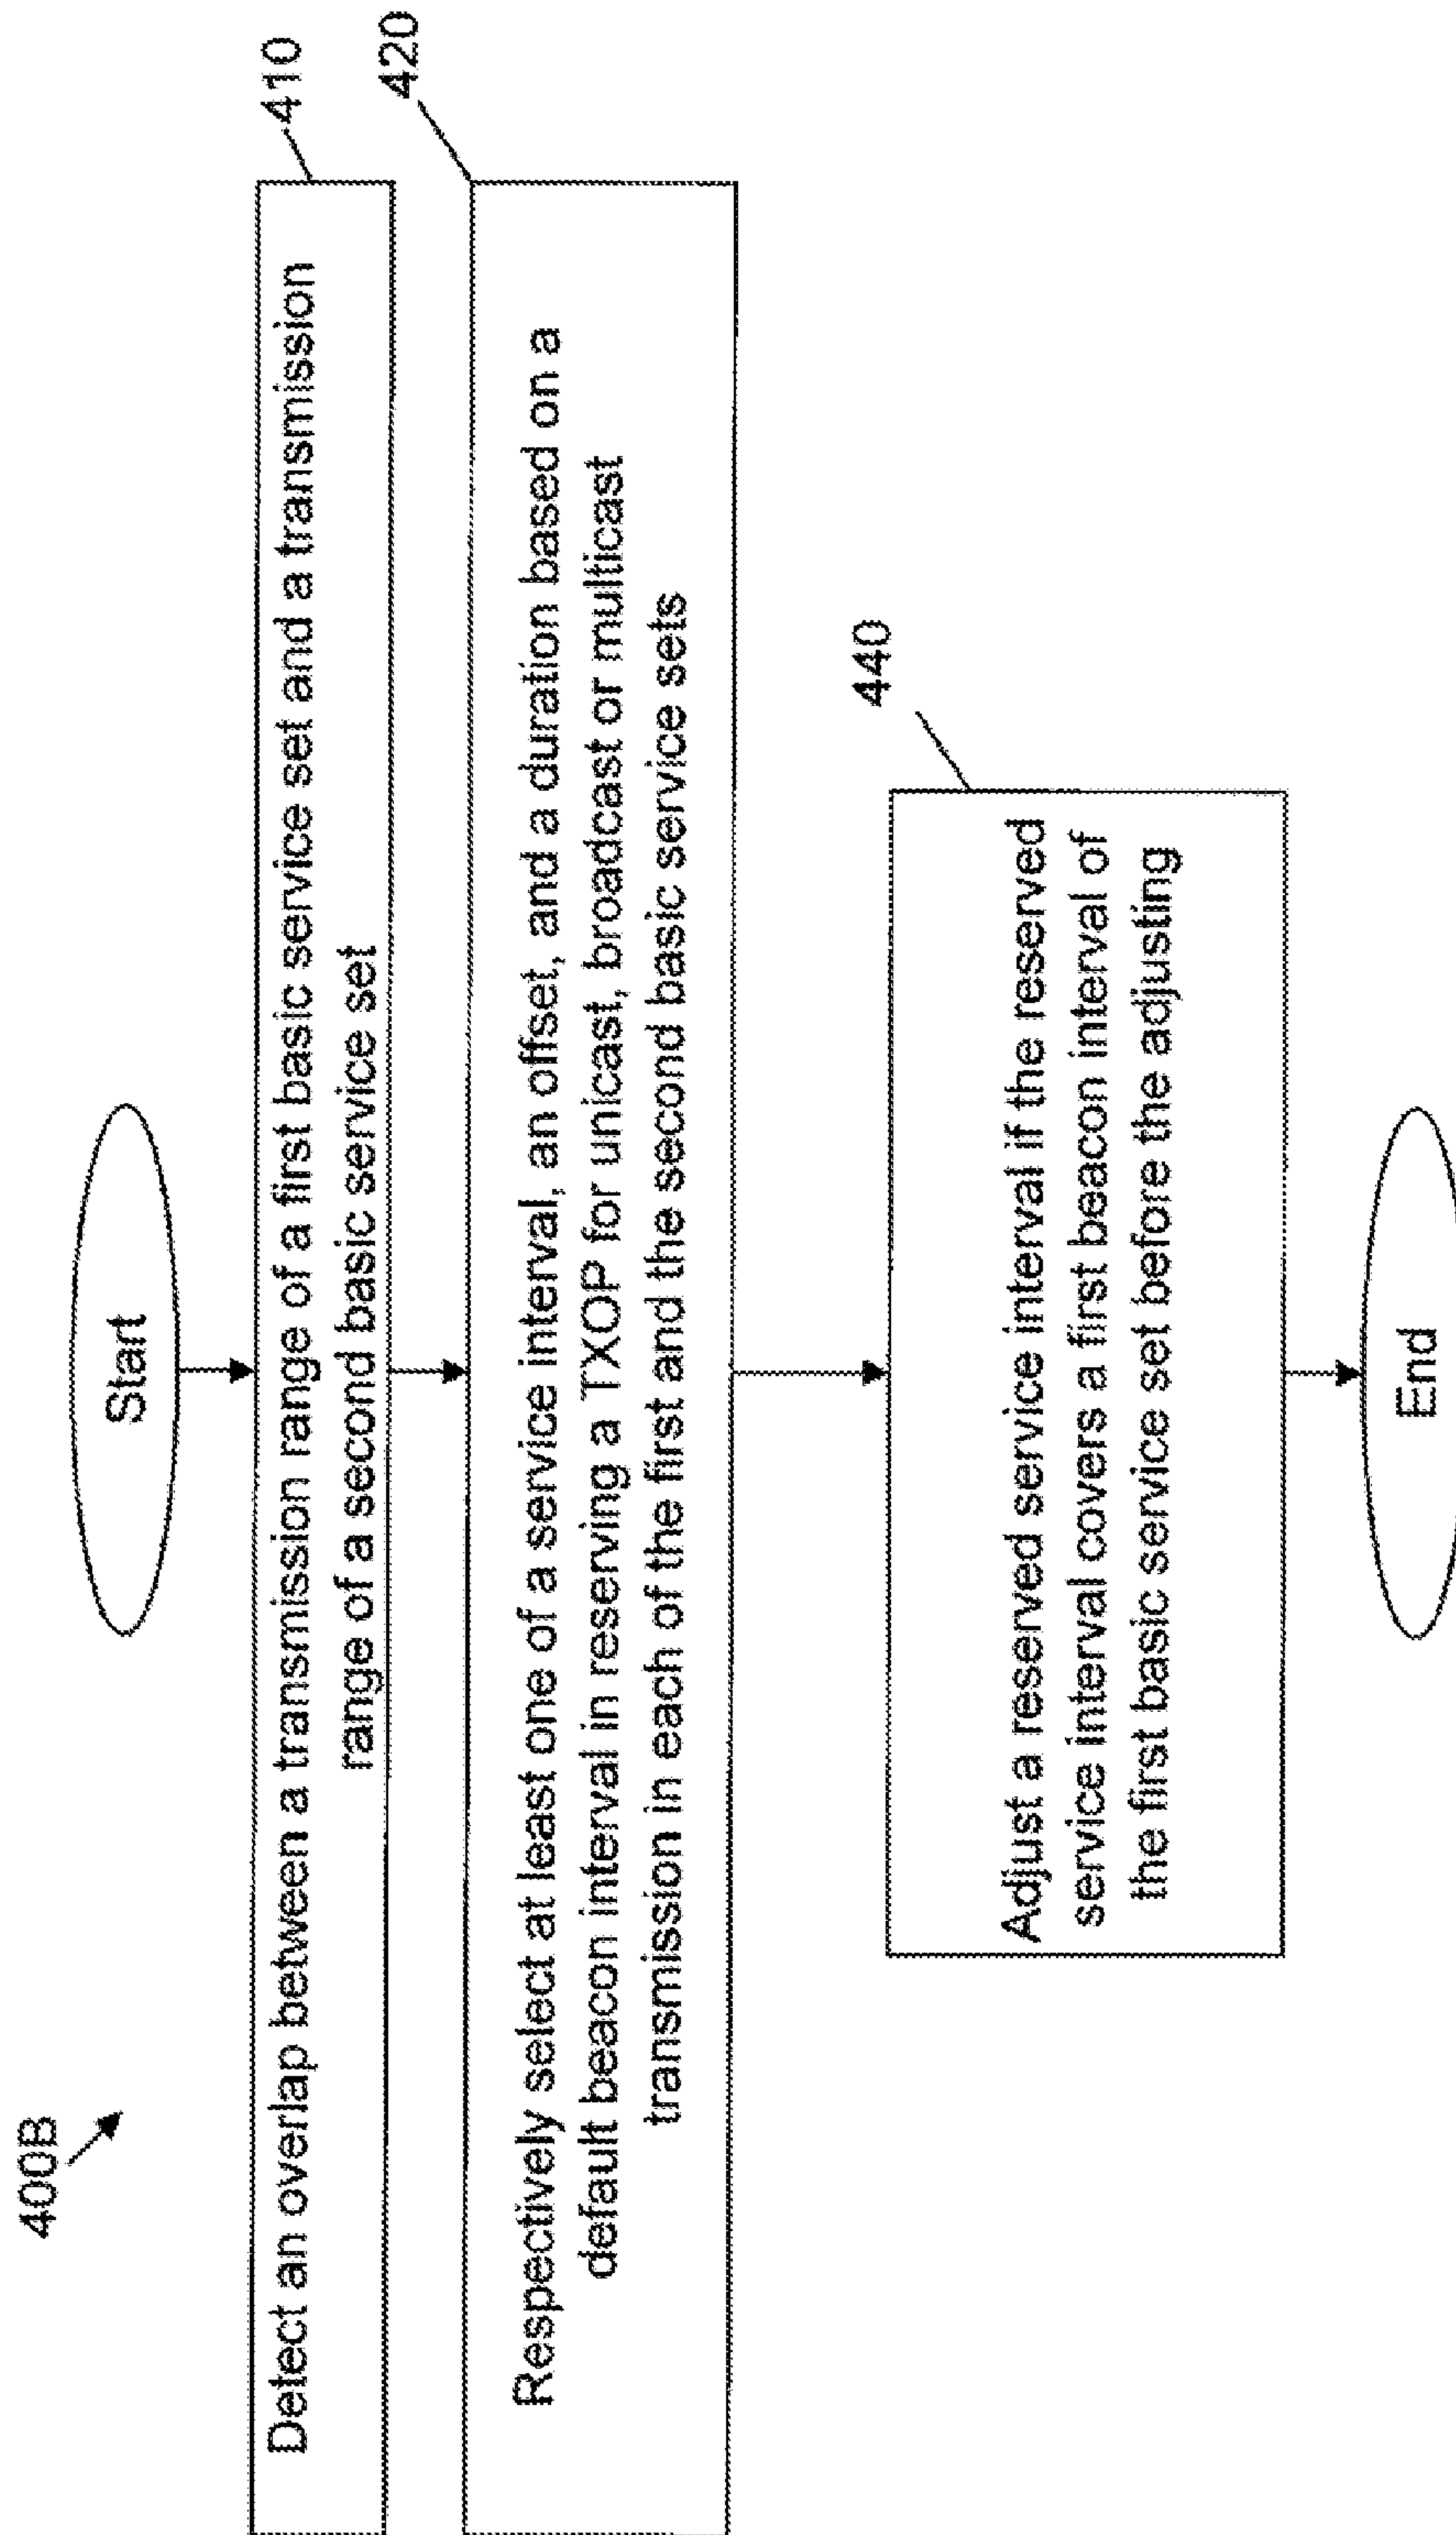 400B
Start
410
Detect an overlap between a transmission range of a first basic service set and a transmission
range of a second basic service set
420
Respectively select at least one of a service interval, an offset, and a duration based on a
default beacon interval in reserving a TXOP for unicast, broadcast or multicast
transmission in each of the first and the second basic service sets
440
Adjust a reserved service interval if the reserved
service interval covers a first beacon interval of
the first basic service set before the adjusting
End